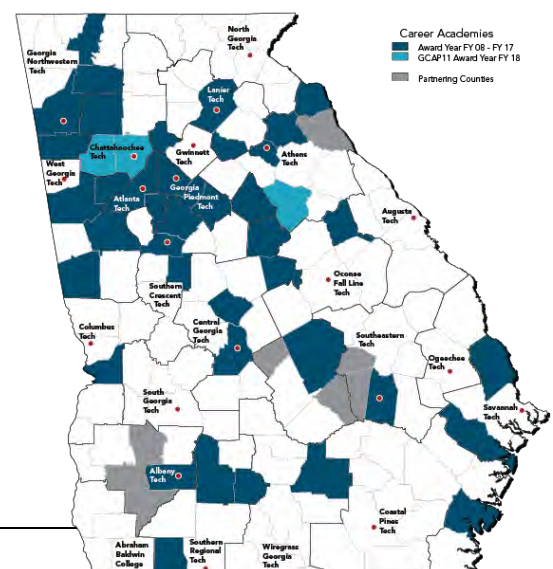 Career Academies
Award Year FY 08 - FY 17
GCAP11 Award Year FY 18
Partnering Counties
North
Georgia
Tech
Georgia
Northwestern
Tech
Lanier
Tech
Chattahoochee
Tech
Gwinnett
Tech
Athens
Tech
West
Georgia
Tech
Atlanta
Tech
Georgia
Piedmont
Tech
Augusta
Tech
Oconee
Fall Line
Tech
Southern
Crescent
Tech
Central
Georgia
Tech
Columbus
Tech
Southeastern
Tech
Ogeechee
Tech
Savannah
Tech
South
Georgia
Tech
Albany
Tech
Coastal
Pines
Tech
Abraham
Baldwin
College
Southern
Regional
Tech
Wiregrass
Georgia
Tech